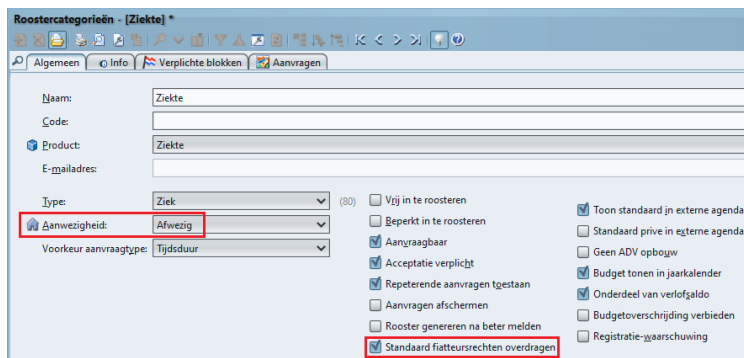 Roostercategorieën - [Ziekte] *
Algemeen Info Verplichte blokken Aanvragen
Naam: Ziekte
Code:
Product: Ziekte
E-mailadres:
Type: Ziek (80)
Aanwezigheid: Afwezig
Voorkeur aanvraagtype: Tijdsduur
Vrij in te roosteren
Beperkt in te roosteren
Aanvraagbaar
Acceptatie verplicht
Repeterende aanvragen toestaan
Aanvragen afschermen
Rooster genereren na beter melden
Standaard fiatteursrechten overdragen
Toon standaard in externe agenda
Standaard prive in externe agenda
Geen ADV opbouw
Budget tonen in jaarkalender
Onderdeel van verlofsaldo
Budgetoverschrijding verbieden
Registratie-waarschuwing